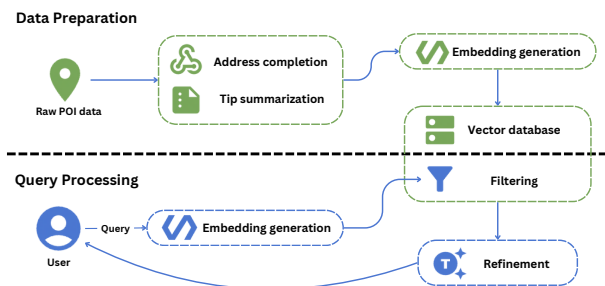 Data Preparation
Raw POI data
Address completion
Tip summarization
Embedding generation
Vector database
Query Processing
User
Query
Embedding generation
Filtering
T
Refinement